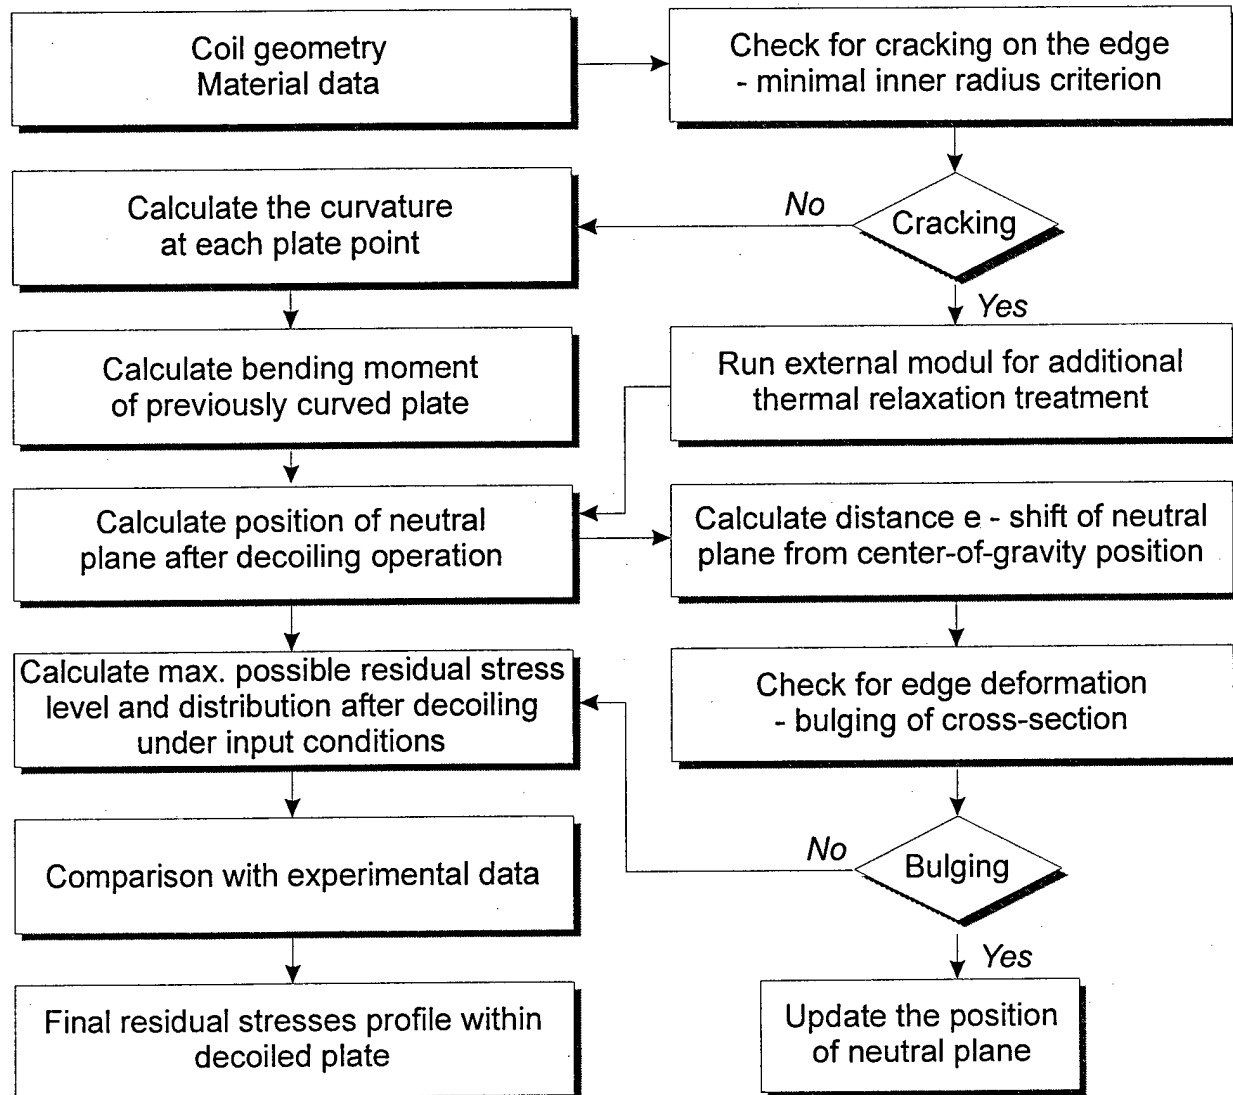 Coil geometry
Material data
Check for cracking on the edge
- minimal inner radius criterion
Calculate the curvature
at each plate point
No
Cracking
Yes
Calculate bending moment
of previously curved plate
Run external modul for additional
thermal relaxation treatment
Calculate position of neutral
plane after decoiling operation
Calculate distance e - shift of neutral
plane from center-of-gravity position
Calculate max. possible residual stress
level and distribution after decoiling
under input conditions
Check for edge deformation
- bulging of cross-section
Comparison with experimental data
No
Bulging
Yes
Final residual stresses profile within
decoiled plate
Update the position
of neutral plane